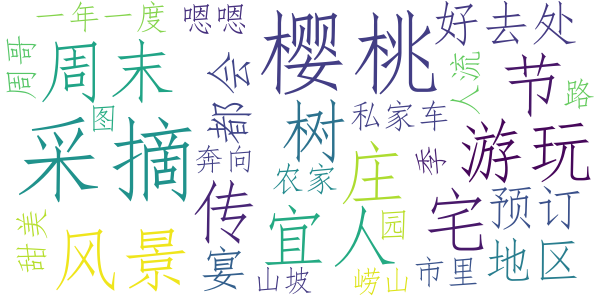 一年一度
嗯嗯
樱桃
好去处
周哥
周末
都会
人流
节
路
采摘
图
树
私家车
游玩
奔向
农家
庄
季
甜美
风景
传
宜人
园
宅
预订
宴
山坡
崂山
市里
地区